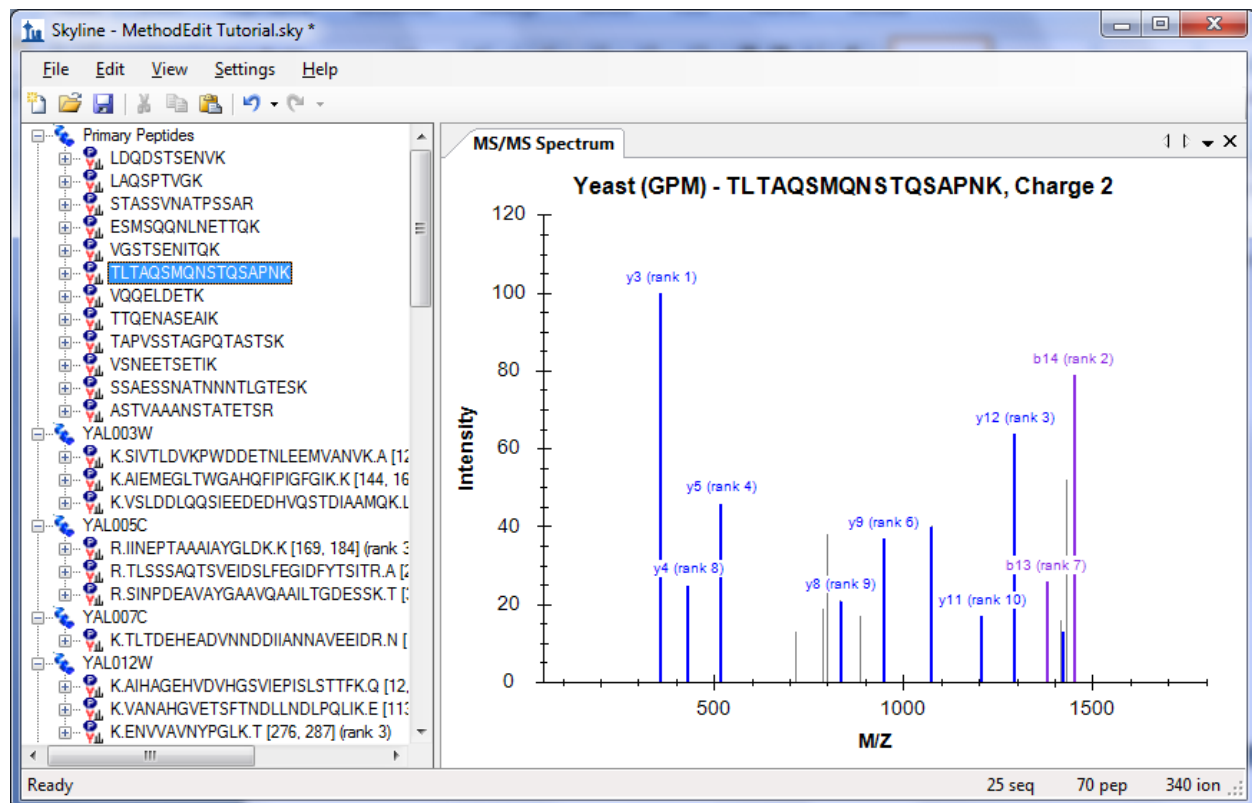 Skyline - MethodEdit Tutorial.sky *
File Edit View Settings Help
Primary Peptides
LDQDSTSENVK
LAQSPTVGK
STASSVNATPSSAR
ESMSQQNLNETTQK
VGSTSENITQK
TLTAQSMQNSTQSAPNK
VQQELDETK
TTQENASEAIK
TAPVSSTAGPQTASTSK
VSNEETSETIK
SSAESSNATNNNTLGTESK
ASTVAAANSTATETSR
YAL003W
K.SIVTLDVKPWDDETNLEEMVANVK.A [12
K.AIEMEGLTWGAHQFIPIGFGIK.K [144, 16
K.VSLDDLQQSIEEDEDHVQSTDIAAMQK.L
YAL005C
R.IINEPTAAAIAYGLDK.K [169, 184] (rank 3
R.TLSSSAQTSVEIDSLFEGIDFYTSITR.A [2
R.SINPDEAVAYGAAVQAAILTGDESSK.T [3
YAL007C
K.TLTDEHEADVNNDDIIANNAVEEIDR.N [
YAL012W
K.AIHAGEHVDVHGSVIEPISLSTTFK.Q [12,
K.VANAHGVETSFTNDLLNDLPQLIK.E [113
K.ENVVAVNYPGLK.T [276, 287] (rank 3)
MS/MS Spectrum
Yeast (GPM) - TLTAQSMQNSTQSAPNK, Charge 2
120
100
80
60
40
20
0
Intensity
y3 (rank 1)
b14 (rank 2)
y12 (rank 3)
y5 (rank 4)
y9 (rank 6)
y4 (rank 8)
b13 (rank 7)
y8 (rank 9)
y11 (rank 10)
500 1000 1500
M/Z
Ready 25 seq 70 pep 340 ion